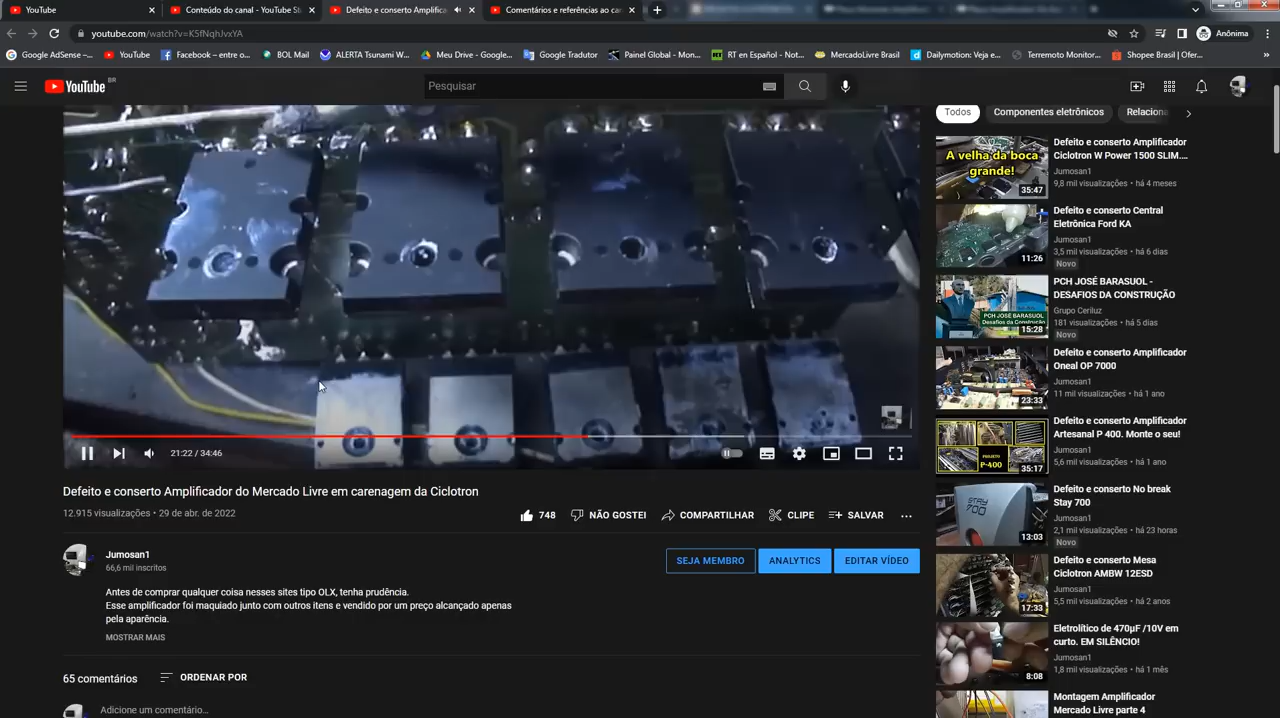 YouTube
Conteúdo do canal - YouTube St
Defeito e conserto Amplificad
Comentários e referências ao ca
youtube.com/watch?v=K5fNqhJvxYA
Anônima
Google AdSense –...
YouTube
Facebook – entre o...
BOL Mail
ALERTA Tsunami W...
Meu Drive – Google...
Google Tradutor
Painel Global - Mon...
RT en Español - Not...
MercadoLivre Brasil
Dailymotion: Veja e...
Terremoto Monitor...
Shopee Brasil | Ofer...
YouTube BR
Pesquisar
Todos
Componentes eletrônicos
Relaciona
A velha da boca
grande!
35:47
Defeito e conserto Amplificador
Ciclotron W Power 1500 SLIM....
Jumosan1
9,8 mil visualizações • há 4 meses
11:26
Defeito e conserto Central
Eletrônica Ford KA
Jumosan1
3,5 mil visualizações • há 6 dias
Novo
PCH JOSÉ BARASUOL
Desafios da Construção
15:28
PCH JOSÉ BARASUOL -
DESAFIOS DA CONSTRUÇÃO
Grupo Ceriluz
181 visualizações • há 5 dias
Novo
23:33
Defeito e conserto Amplificador
Oneal OP 7000
Jumosan1
11 mil visualizações • há 1 ano
PROJETO
P-400
35:17
Defeito e conserto Amplificador
Artesanal P 400. Monte o seu!
Jumosan1
5,6 mil visualizações • há 1 ano
STAY
700
13:03
Defeito e conserto No break
Stay 700
Jumosan1
2,1 mil visualizações • há 23 horas
Novo
17:33
Defeito e conserto Mesa
Ciclotron AMBW 12ESD
Jumosan1
5,5 mil visualizações • há 2 anos
8:08
Eletrolítico de 470µF /10V em
curto. EM SILÊNCIO!
Jumosan1
1,8 mil visualizações • há 1 mês
Montagem Amplificador
Mercado Livre parte 4
21:22 / 34:46
Defeito e conserto Amplificador do Mercado Livre em carenagem da Ciclotron
12.915 visualizações • 29 de abr. de 2022
748
NÃO GOSTEI
COMPARTILHAR
CLIPE
SALVAR
Jumosan1
66,6 mil inscritos
SEJA MEMBRO
ANALYTICS
EDITAR VÍDEO
Antes de comprar qualquer coisa nesses sites tipo OLX, tenha prudência.
Esse amplificador foi maquiado junto com outros itens e vendido por um preço alcançado apenas
pela aparência.
MOSTRAR MAIS
65 comentários
ORDENAR POR
Adicione um comentário...